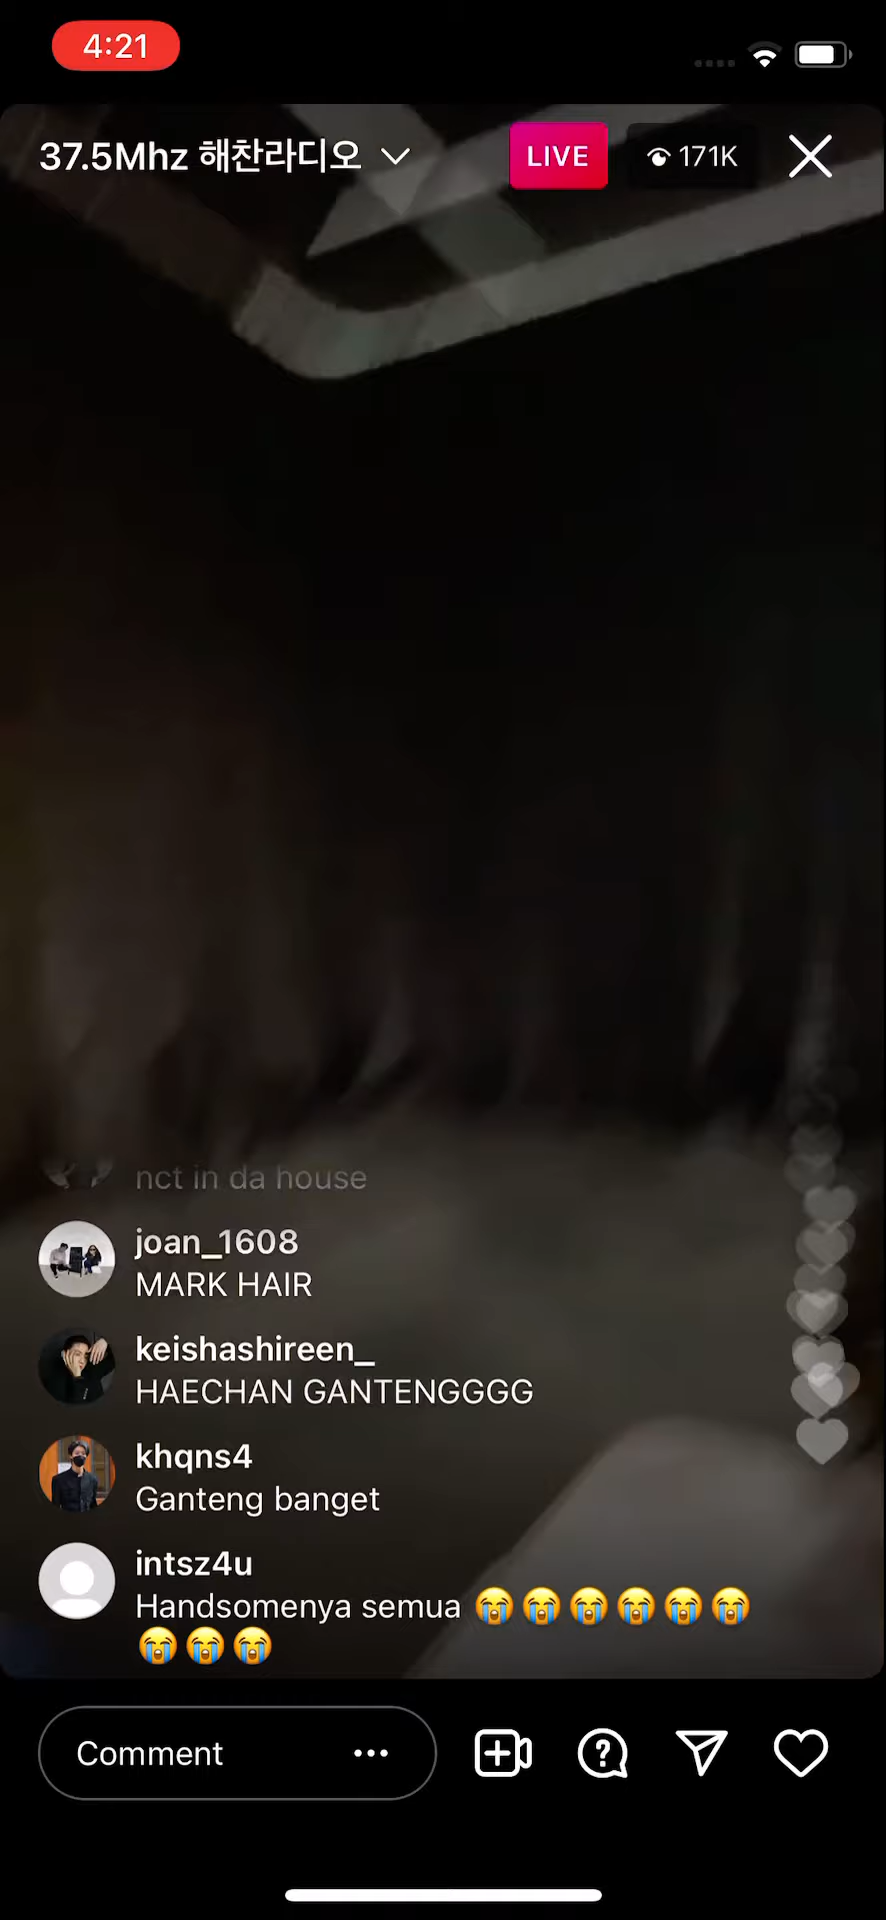 4:21
37.5Mhz 해찬라디오
LIVE
171K
nct in da house
joan_1608
MARK HAIR
keishashireen_
HAECHAN GANTENGGGG
khqns4
Ganteng banget
intsz4u
Handsomenya semua 😭😭😭😭😭😭
😭😭😭
Comment